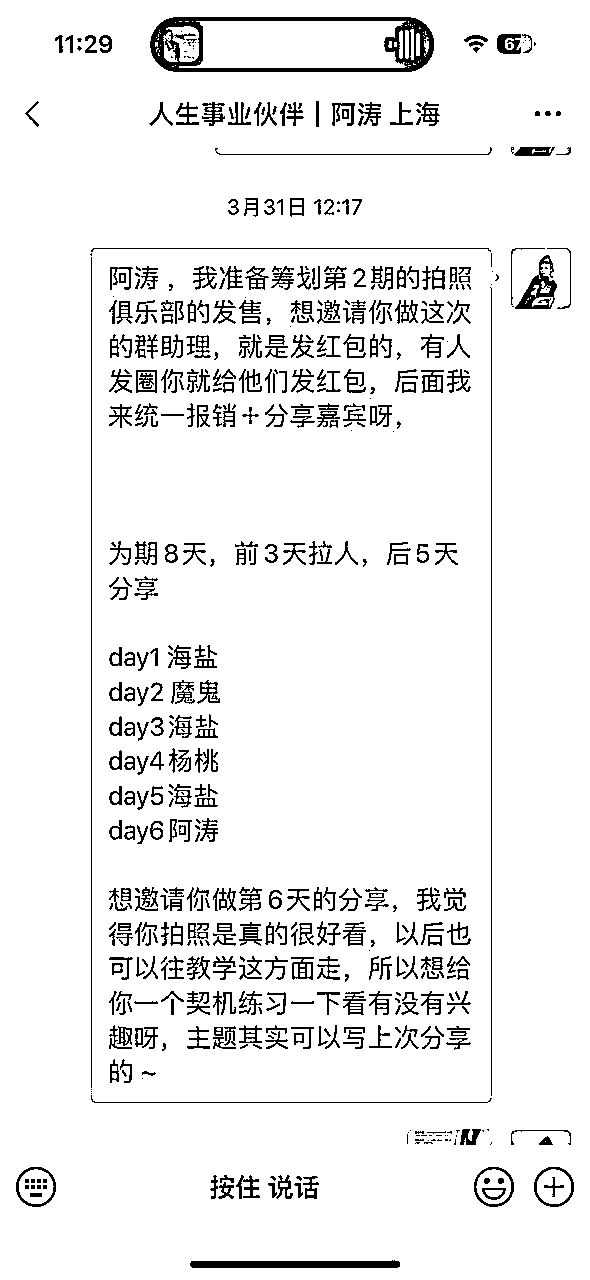 11:29
67
人生事业伙伴｜阿涛 上海
3月31日 12:17
阿涛，我准备筹划第2期的拍照
俱乐部的发售，想邀请你做这次
的群助理，就是发红包的，有人
发圈你就给他们发红包，后面我
来统一报销＋分享嘉宾呀，
为期8天，前3天拉人，后5天
分享
day1 海盐
day2 魔鬼
day3 海盐
day4 杨桃
day5 海盐
day6 阿涛
想邀请你做第6天的分享，我觉
得你拍照是真的很好看，以后也
可以往教学这方面走，所以想给
你一个契机练习一下看有没有兴
趣呀，主题其实可以写上次分享
的～
按住 说话